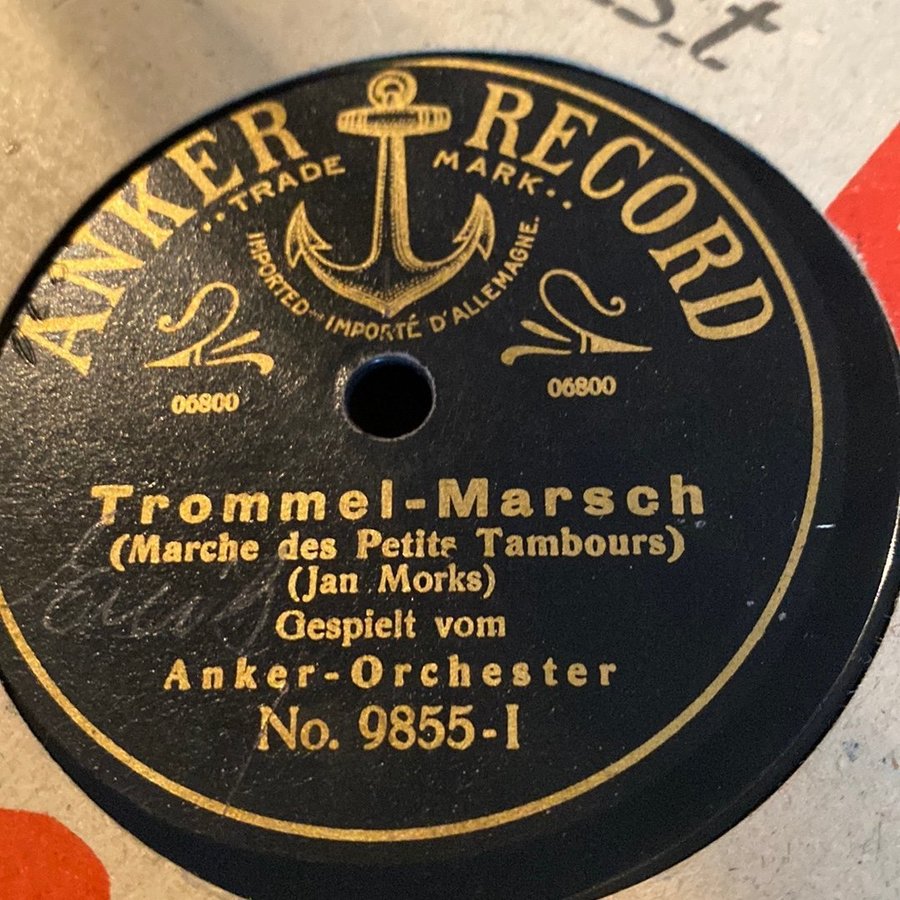 ANKER RECORD
..TRADE MARK..
IMPORTED - IMPORTÉ D'ALLEMAGNE.
06800 06800
Trommel-Marsch
(Marche des Petits Tambours)
(Jan Morks)
Gespielt vom
Anker-Orchester
No. 9855-I